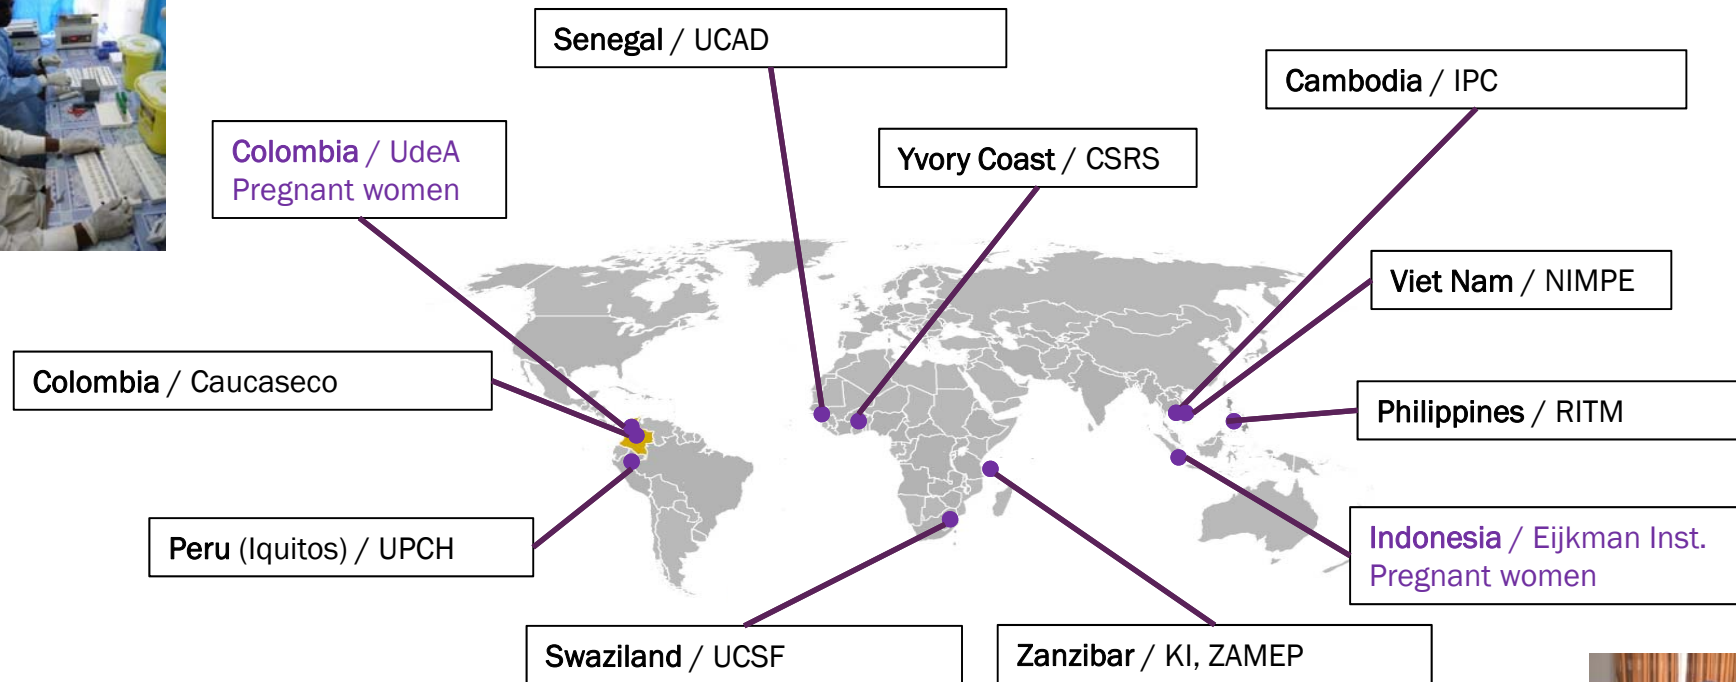 Senegal / UCAD
Cambodia / IPC
Colombia / UdeA
Pregnant women
Yvory Coast / CSRS
Viet Nam / NIMPE
Colombia / Caucaseco
Philippines / RITM
Peru (Iquitos) / UPCH
Indonesia / Eijkman Inst.
Pregnant women
Swaziland / UCSF
Zanzibar / KI, ZAMEP